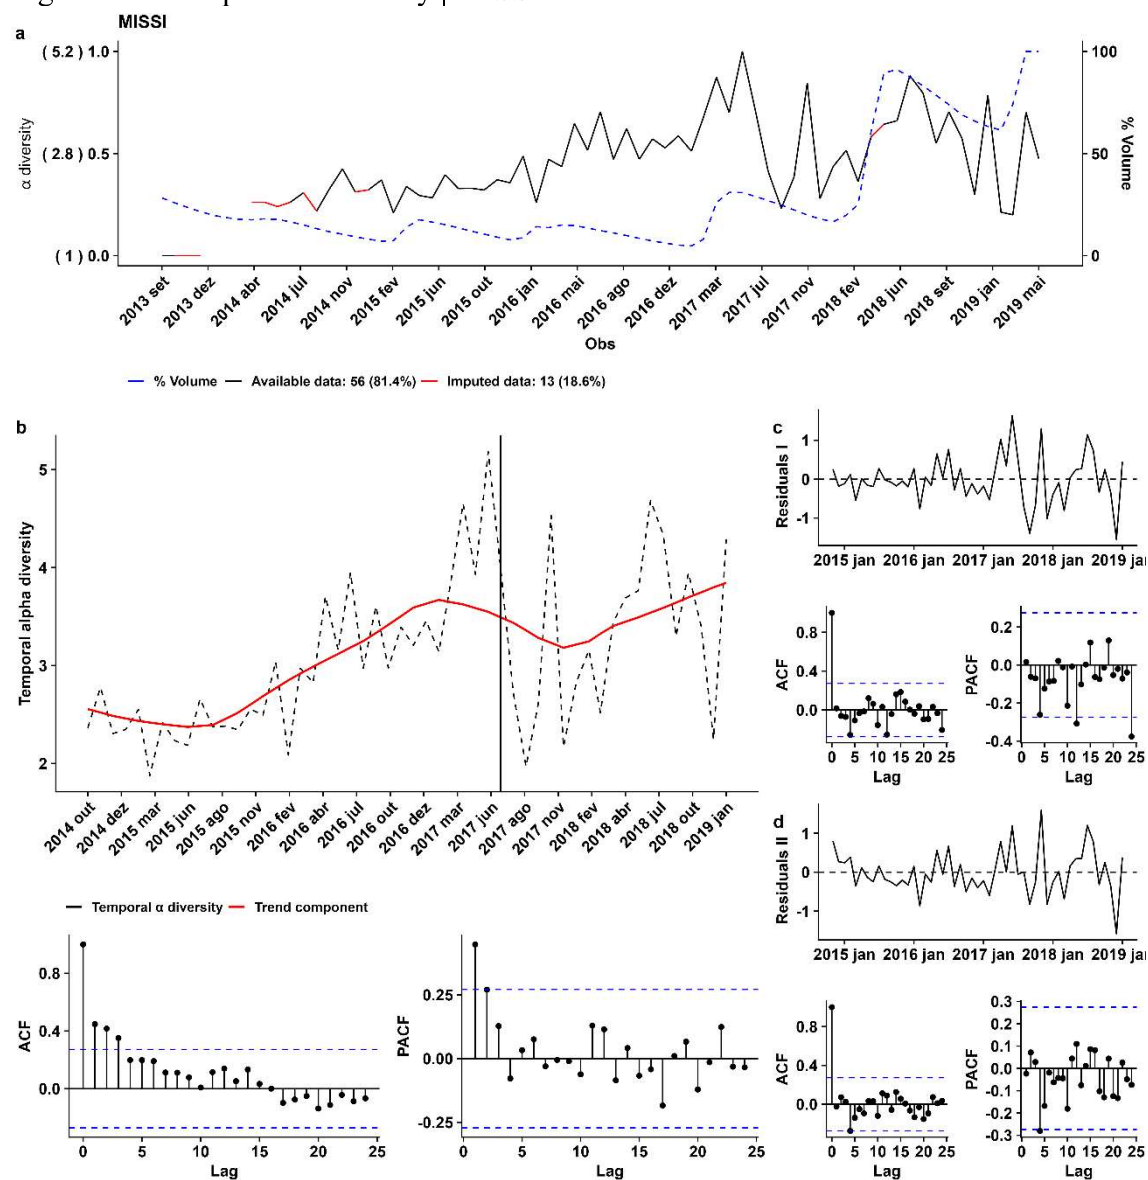 MISSI
a
( 5.2 ) 1.0
( 2.8 ) 0.5
( 1 ) 0.0
α diversity
100
50
0
% Volume
2013 set 2013 dez 2014 abr 2014 jul 2014 nov 2015 fev 2015 jun 2015 out 2016 jan 2016 mai 2016 ago 2016 dez 2017 mar 2017 jul 2017 nov 2018 fev 2018 jun 2018 set 2019 jan 2019 mai
Obs
% Volume Available data: 56 (81.4%) Imputed data: 13 (18.6%)
b
5
4
3
2
Temporal alpha diversity
2014 out 2014 dez 2015 mar 2015 jun 2015 ago 2015 nov 2016 fev 2016 abr 2016 jul 2016 out 2016 dez 2017 mar 2017 jun 2017 ago 2017 nov 2018 fev 2018 abr 2018 jul 2018 out 2019 jan
Temporal α diversity Trend component
0.8
0.4
0.0
ACF
0 5 10 15 20 25
Lag
0.25
0.00
-0.25
PACF
0 5 10 15 20 25
Lag
c
1
0
-1
Residuals I
2015 jan 2016 jan 2017 jan 2018 jan 2019 jan
0.8
0.4
0.0
ACF
0 5 10 15 20 25
Lag
0.2
0.0
-0.2
-0.4
PACF
0 5 10 15 20 25
Lag
d
1
0
-1
Residuals II
2015 jan 2016 jan 2017 jan 2018 jan 2019 jan
0.8
0.4
0.0
ACF
0 5 10 15 20 25
Lag
0.3
0.2
0.1
0.0
-0.1
-0.2
-0.3
PACF
0 5 10 15 20 25
Lag